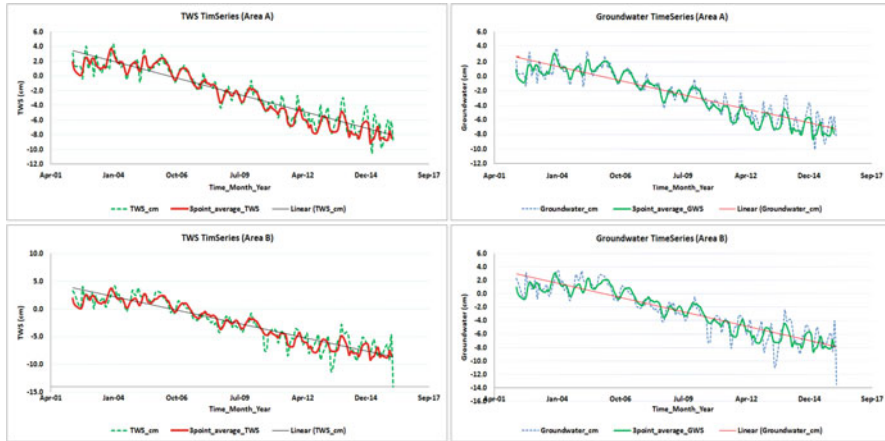 TWS TimSeries (Area A)
6.0
4.0
2.0
0.0
-2.0
-4.0
-6.0
-8.0
-10.0
-12.0
TWS (cm)
Apr-01 Jan-04 Oct-06 Jul-09 Apr-12 Dec-14 Sep-17
Time_Month_Year
TWS_cm 3point_average_TWS Linear (TWS_cm)
Groundwater TimeSeries (Area A)
6.0
4.0
2.0
0.0
-2.0
-4.0
-6.0
-8.0
-10.0
-12.0
Groundwater (cm)
Apr-01 Jan-04 Oct-06 Jul-09 Apr-12 Dec-14 Sep-17
Time_Month_Year
Groundwater_cm 3point_average_GWS Linear (Groundwater_cm)
TWS TimSeries (Area B)
10.0
5.0
0.0
-5.0
-10.0
-15.0
TWS (cm)
Apr-01 Jan-04 Oct-06 Jul-09 Apr-12 Dec-14 Sep-17
Time_Month_Year
TWS_cm 3point_average_TWS Linear (TWS_cm)
Groundwater TimeSeries (Area B)
6.0
4.0
2.0
0.0
-2.0
-4.0
-6.0
-8.0
-10.0
-12.0
-14.0
-16.0
Groundwater (cm)
Apr-01 Jan-04 Oct-06 Jul-09 Apr-12 Dec-14 Sep-17
Time_Month_Year
Groundwater_cm 3point_average_GWS Linear (Groundwater_cm)